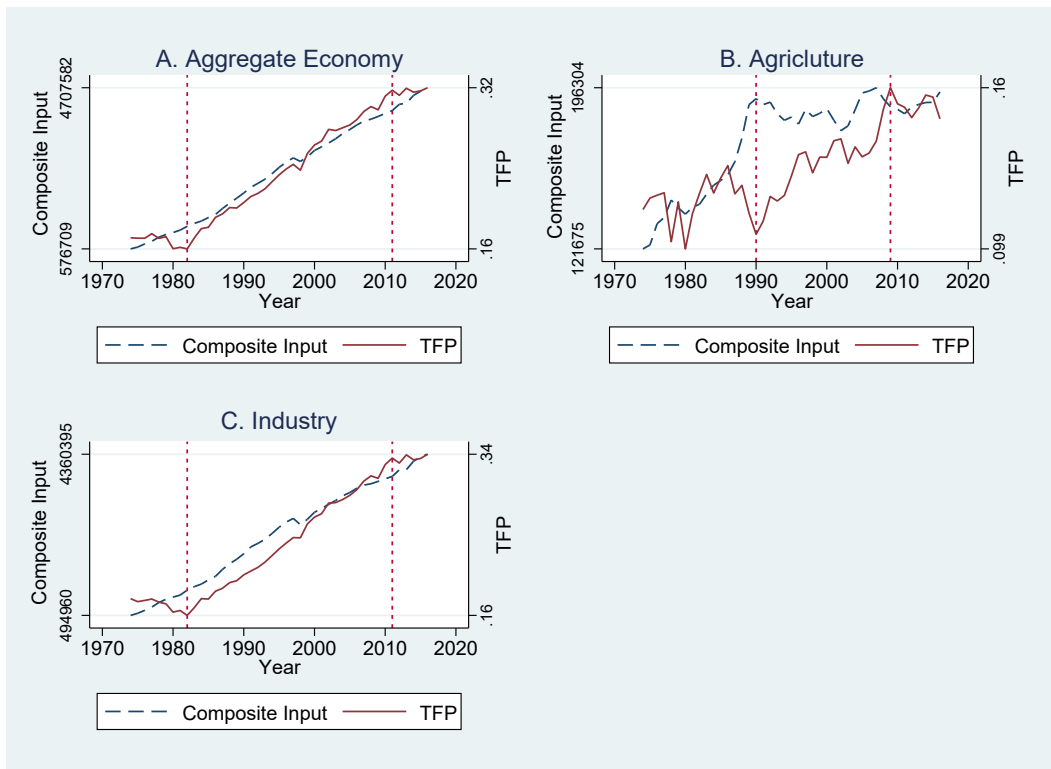 A. Aggregate Economy
Composite Input
4707582
576709
.32
.16
TFP
1970 1980 1990 2000 2010 2020
Year
Composite Input TFP
B. Agricluture
Composite Input
196304
121675
.16
.099
TFP
1970 1980 1990 2000 2010 2020
Year
Composite Input TFP
C. Industry
Composite Input
4360395
494960
.34
.16
TFP
1970 1980 1990 2000 2010 2020
Year
Composite Input TFP